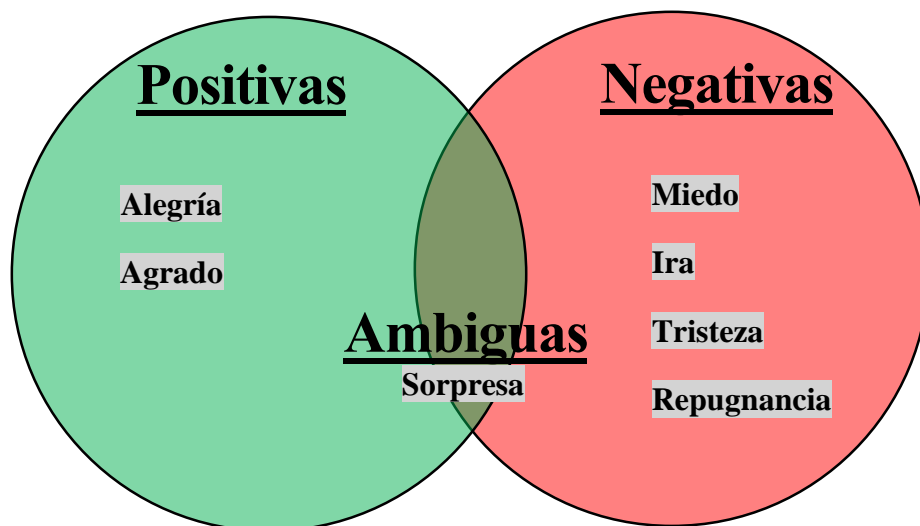 Positivas
Negativas
Alegría
Agrado
Miedo
Ira
Tristeza
Repugnancia
Ambiguas
Sorpresa